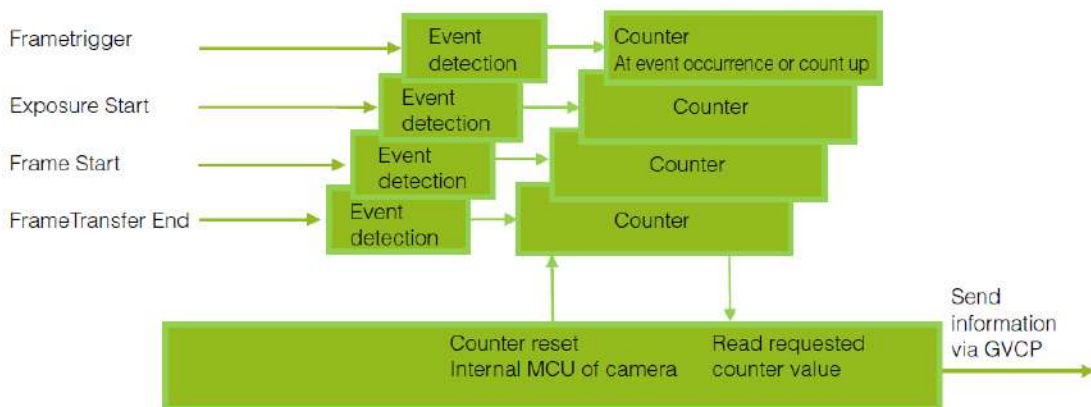 Frametrigger
Event
detection
Counter
At event occurrence or count up
Exposure Start
Event
detection
Counter
Frame Start
Event
detection
Counter
FrameTransfer End
Event
detection
Counter
Counter reset
Internal MCU of camera
Read requested
counter value
Send
information
via GVCP